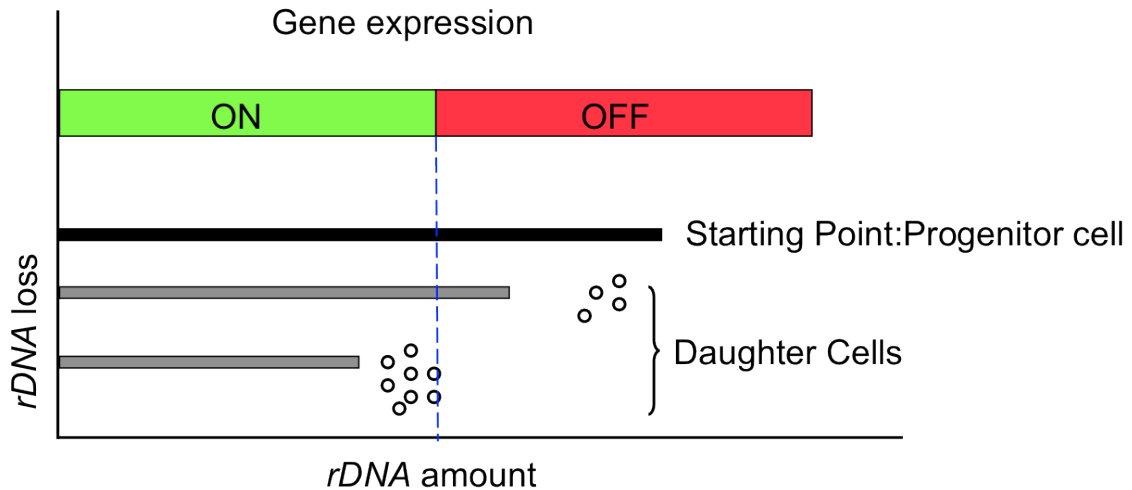 Gene expression
ON
OFF
Starting Point:Progenitor cell
Daughter Cells
rDNA loss
rDNA amount